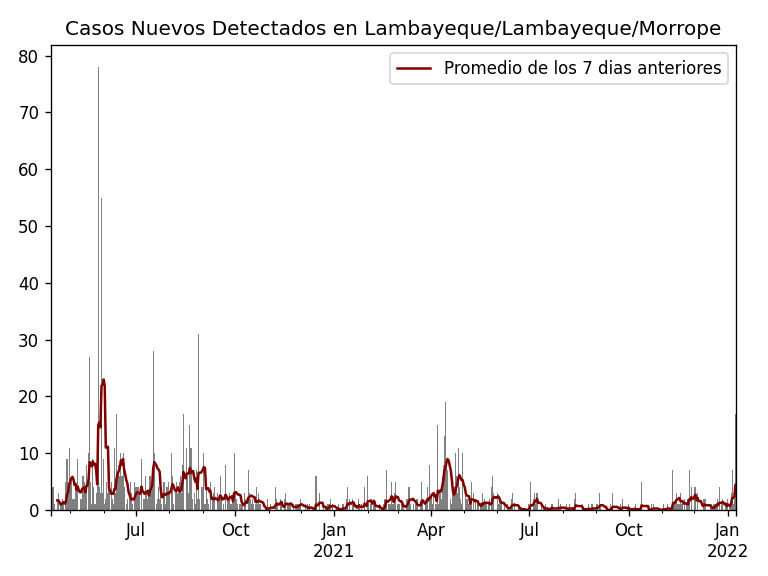 Casos Nuevos Detectados en Lambayeque/Lambayeque/Morrope
Promedio de los 7 dias anteriores
80
70
60
50
40
30
20
10
0
Jul
Oct
Jan
2021
Apr
Jul
Oct
Jan
2022